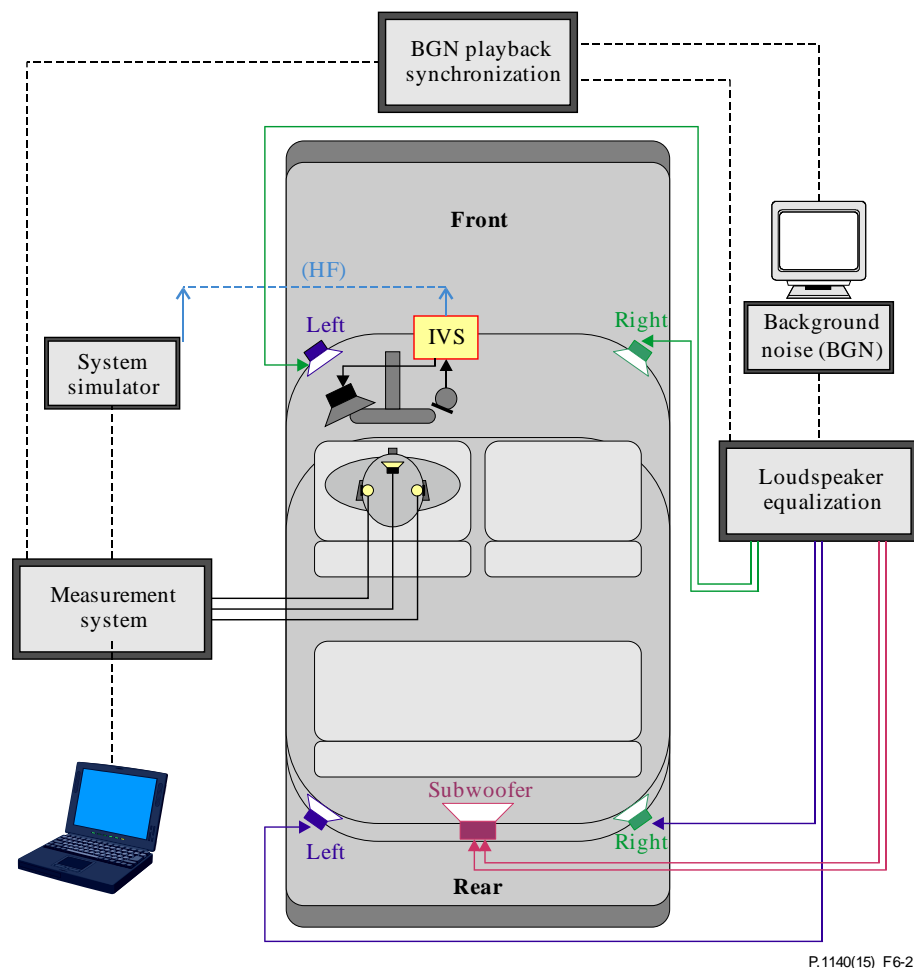 BGN playback
synchronization
Front
(HF)
Left
IVS
Right
Background
noise (BGN)
System
simulator
Loudspeaker
equalization
Measurement
system
Subwoofer
Left
Right
Rear
P.1140(15)_F6-2